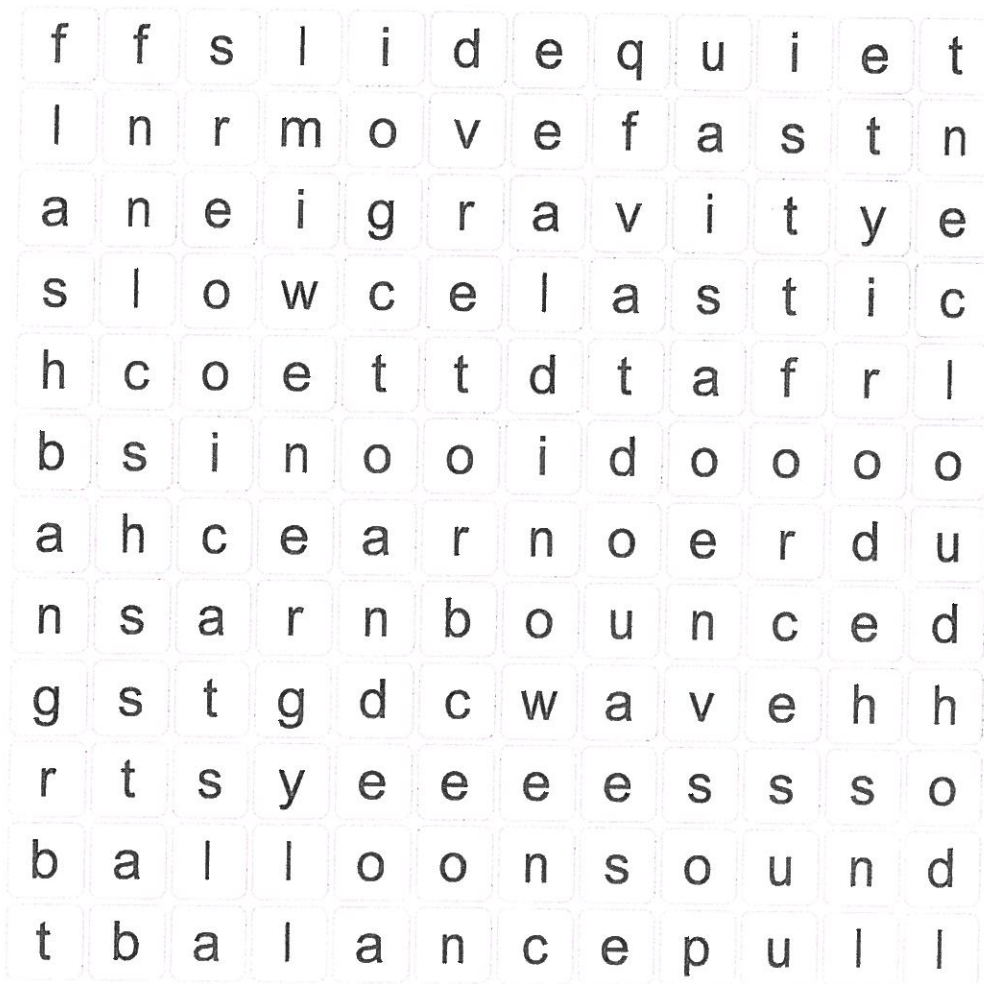 f f s l i d e q u i e t
l n r m o v e f a s t n
a n e i g r a v i t y e
s l o w c e l a s t i c
h c o e t t d t a f r l
b s i n o o i d o o o o
a h c e a r n o e r d u
n s a r n b o u n c e d
g s t g d c w a v e h h
r t s y e e e e s s s o
b a l l o o n s o u n d
t b a l a n c e p u l l